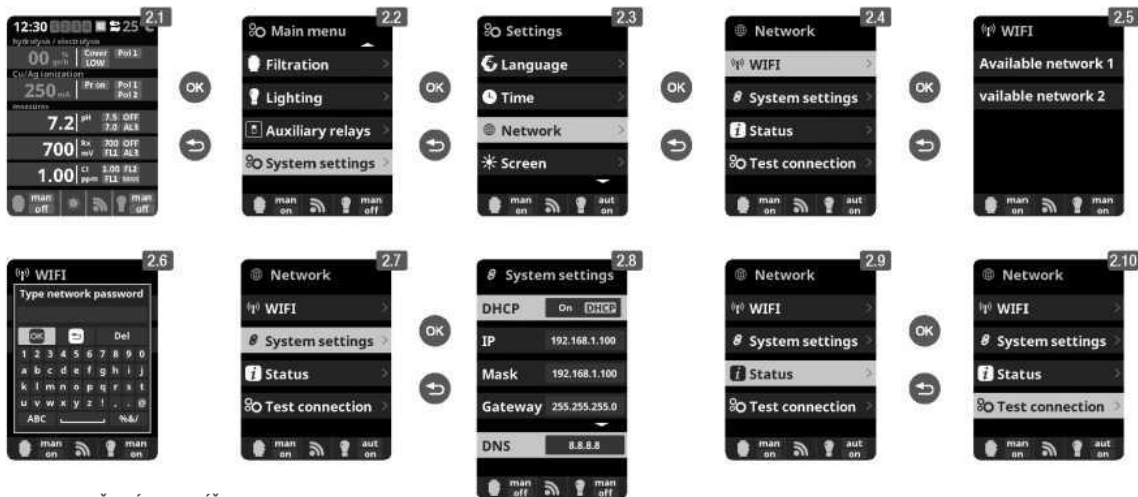 2.1
12:30 25
hydrolysis / electrolysis
00 % gr/h Cover LOW Pol 1
Cu/Ag ionization
250 mA Pr on Pol 1 Pol 2
measures
7.2 pH 7.5 OFF 7.0 AL3
700 Rx mV 700 OFF FL1 AL3
1.00 Cl ppm 1.00 FL2 FL1
man off man off
OK
2.2
Main menu
Filtration
Lighting
Auxiliary relays
System settings
man on man off
OK
2.3
Settings
Language
Time
Network
Screen
man on aut on
OK
2.4
Network
WIFI
System settings
Status
Test connection
man on aut on
OK
2.5
WIFI
Available network 1
vailable network 2
man on man on
2.6
WIFI
Type network password
OK Del
1 2 3 4 5 6 7 8 9 0
a b c d e f g h i j
k l m n o p q r s t
u v w x y z ! . . @
ABC %&/
man on man on
2.7
Network
WIFI
System settings
Status
Test connection
man on aut on
OK
2.8
System settings
DHCP On DHCP
IP 192.168.1.100
Mask 192.168.1.100
Gateway 255.255.255.0
DNS 8.8.8.8
man off man off
2.9
Network
WIFI
System settings
Status
Test connection
man on aut on
OK
2.10
Network
WIFI
System settings
Status
Test connection
man on aut on